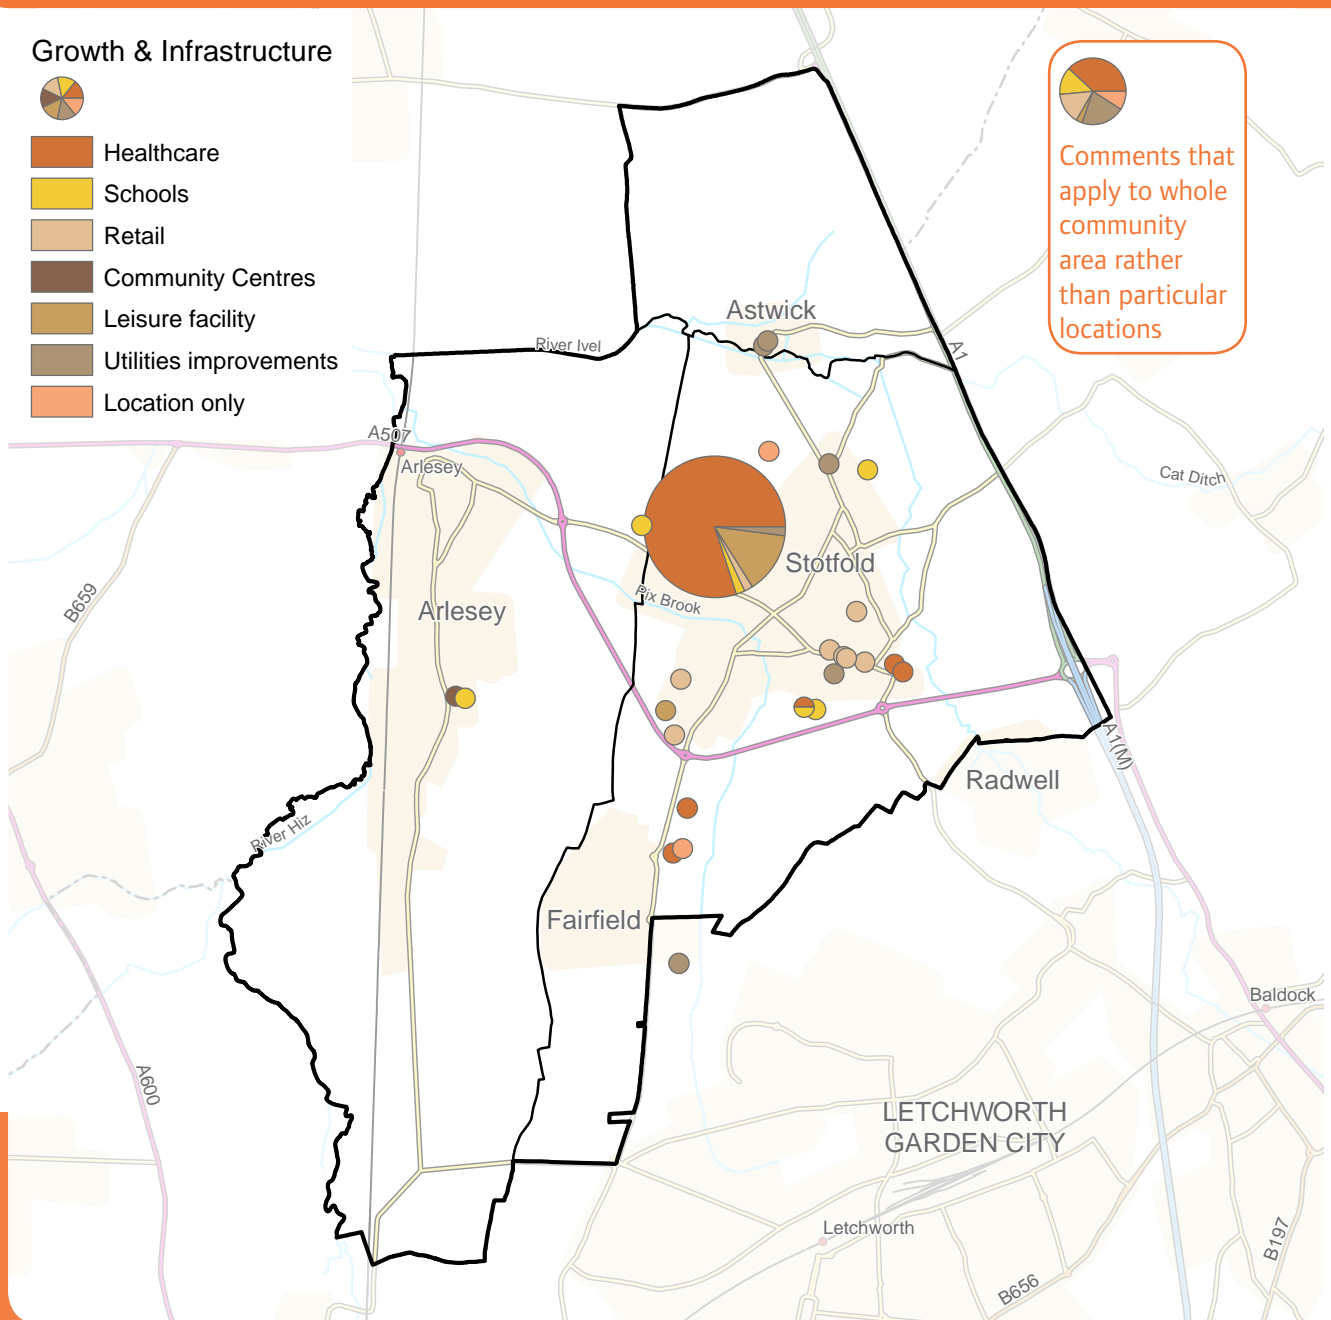 Growth & Infrastructure
Healthcare
Schools
Retail
Community Centres
Leisure facility
Utilities improvements
Location only
Comments that
apply to whole
community
area rather
than particular
locations
Astwick
River Ivel
A1
A507
Arlesey
Cat Ditch
Stotfold
B659
Pix Brook
Arlesey
A1(M)
Radwell
River Hiz
Fairfield
Baldock
A600
LETCHWORTH
GARDEN CITY
Letchworth
B197
B656